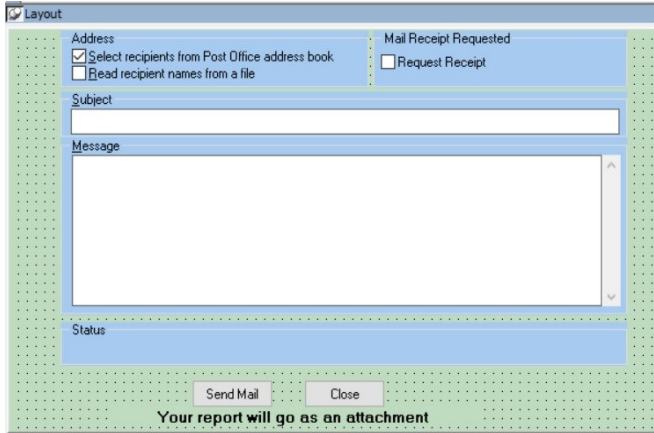 Layout
Address
Select recipients from Post Office address book
Read recipient names from a file
Mail Receipt Requested
Request Receipt
Subject
Message
Status
Send Mail
Close
Your report will go as an attachment